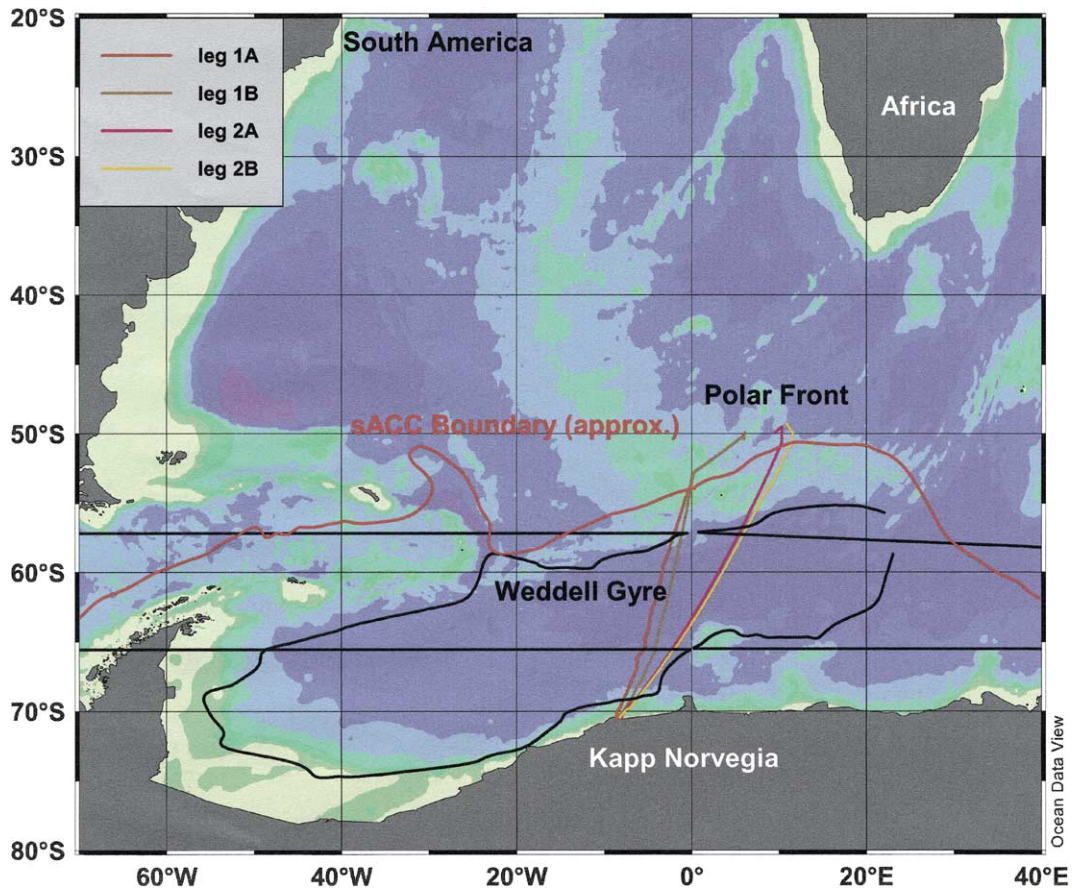 20°S
South America
leg 1A
leg 1B
leg 2A
leg 2B
Africa
30°S
40°S
Polar Front
50°S
sACC Boundary (approx.)
60°S
Weddell Gyre
70°S
Kapp Norvegia
80°S
60°W
40°W
20°W
0°
20°E
40°E
Ocean Data View